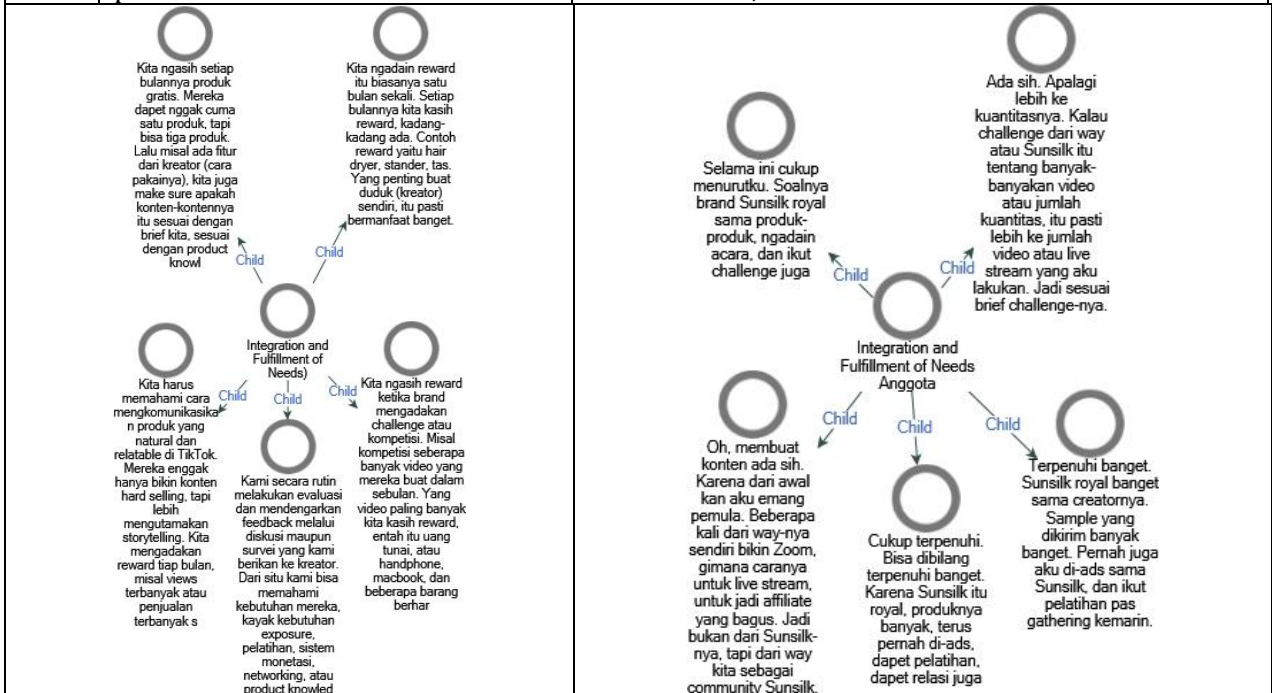 Kita ngasih setiap
bulannya produk
gratis. Mereka
dapet nggak cuma
satu produk, tapi
bisa tiga produk.
Lalu misal ada fitur
dari kreator (cara
pakainya), kita juga
make sure apakah
konten-kontennya
itu sesuai dengan
brief kita, sesuai
dengan product
knowl
Kita ngadain reward
itu biasanya satu
bulan sekali. Setiap
bulannya kita kasih
reward, kadang-
kadang ada. Contoh
reward yaitu hair
dryer, stander, tas.
Yang penting buat
duduk (kreator)
sendiri, itu pasti
bermanfaat banget.
Child
Child
Integration and
Fulfillment of
Needs)
Child
Child
Child
Kita harus
memahami cara
mengkomunikasika
n produk yang
natural dan
relatable di TikTok.
Mereka enggak
hanya bikin konten
hard selling, tapi
lebih
mengutamakan
storytelling. Kita
mengadakan
reward tiap bulan,
misal views
terbanyak atau
penjualan
terbanyak s
Kami secara rutin
melakukan evaluasi
dan mendengarkan
feedback melalui
diskusi maupun
survei yang kami
berikan ke kreator.
Dari situ kami bisa
memahami
kebutuhan mereka,
kayak kebutuhan
exposure,
pelatihan, sistem
monetasi,
networking, atau
product knowled
Kita ngasih reward
ketika brand
mengadakan
challenge atau
kompetisi. Misal
kompetisi seberapa
banyak video yang
mereka buat dalam
sebulan. Yang
video paling banyak
kita kasih reward,
entah itu uang
tunai, atau
handphone,
macbook, dan
beberapa barang
berhar
Selama ini cukup
menurutku. Soalnya
brand Sunsilk royal
sama produk-
produk, ngadain
acara, dan ikut
challenge juga
Ada sih. Apalagi
lebih ke
kuantitasnya. Kalau
challenge dari way
atau Sunsilk itu
tentang banyak-
banyakan video
atau jumlah
kuantitas, itu pasti
lebih ke jumlah
video atau live
stream yang aku
lakukan. Jadi sesuai
brief challenge-nya.
Child
Child
Integration and
Fulfillment of Needs
Anggota
Child
Child
Child
Oh, membuat
konten ada sih.
Karena dari awal
kan aku emang
pemula. Beberapa
kali dari way-nya
sendiri bikin Zoom,
gimana caranya
untuk live stream,
untuk jadi affiliate
yang bagus. Jadi
bukan dari Sunsilk-
nya, tapi dari way
kita sebagai
community Sunsilk.
Cukup terpenuhi.
Bisa dibilang
terpenuhi banget.
Karena Sunsilk itu
royal, produknya
banyak, terus
pernah di-ads,
dapet pelatihan,
dapet relasi juga
Terpenuhi banget.
Sunsilk royal banget
sama creatornya.
Sample yang
dikirim banyak
banget. Pernah juga
aku di-ads sama
Sunsilk, dan ikut
pelatihan pas
gathering kemarin.